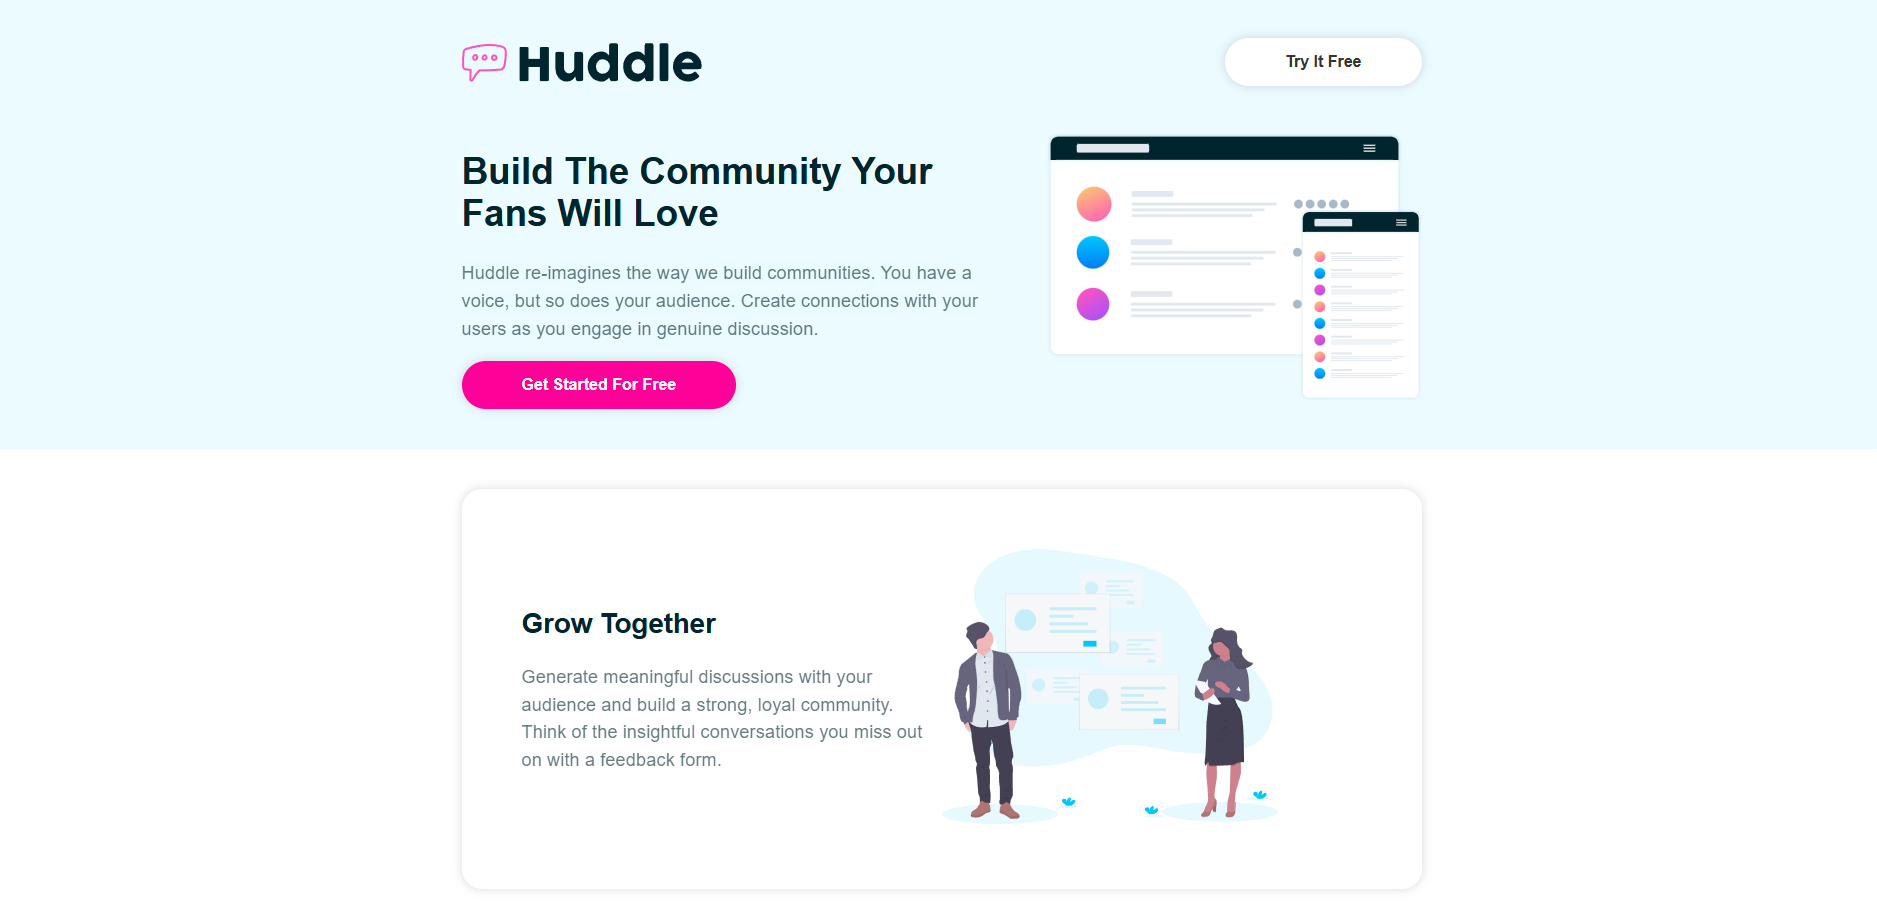 Huddle
Try It Free
Build The Community Your
Fans Will Love
Huddle re-imagines the way we build communities. You have a
voice, but so does your audience. Create connections with your
users as you engage in genuine discussion.
Get Started For Free
Grow Together
Generate meaningful discussions with your
audience and build a strong, loyal community.
Think of the insightful conversations you miss out
on with a feedback form.